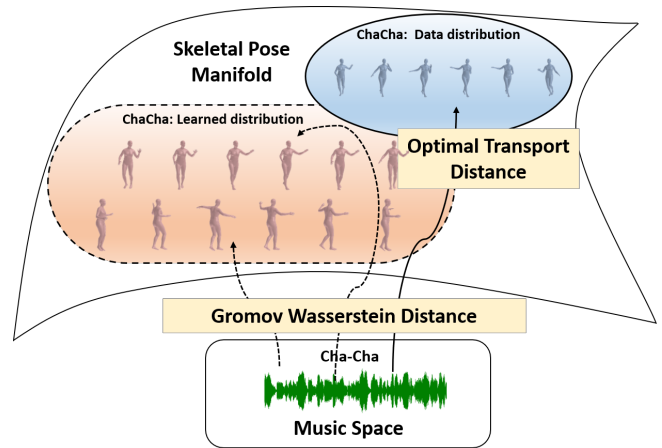 ChaCha: Data distribution
Skeletal Pose
Manifold
ChaCha: Learned distribution
Optimal Transport
Distance
Gromov Wasserstein Distance
Cha-Cha
Music Space